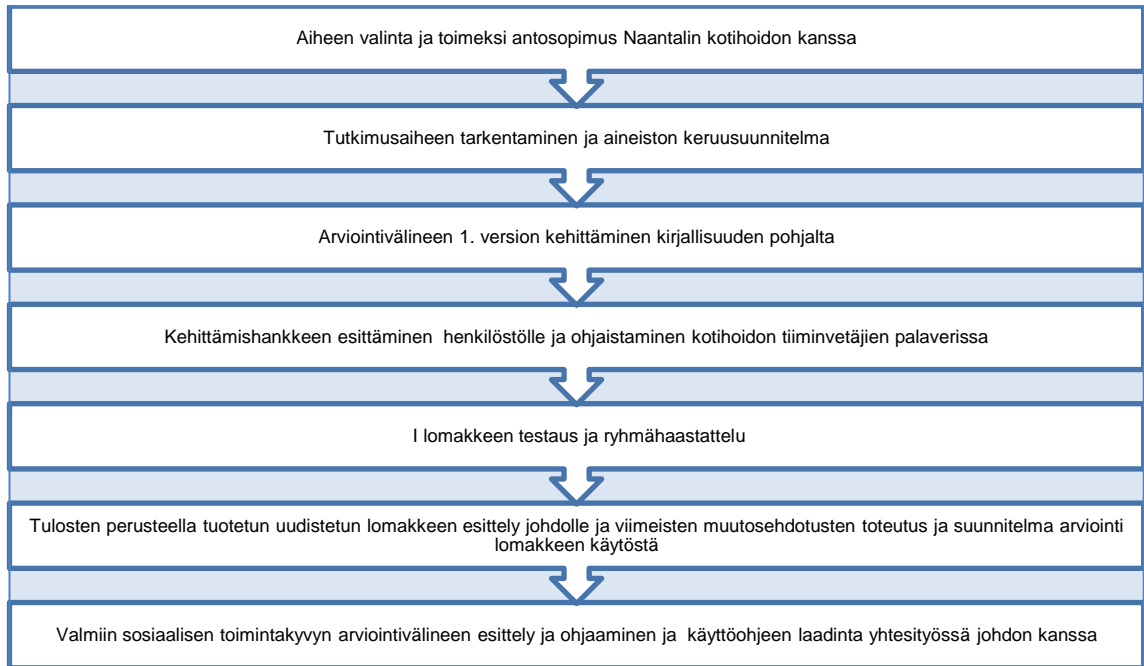 Aiheen valinta ja toimeksi antosopimus Naantalin kotihoidon kanssa
Tutkimusaiheen tarkentaminen ja aineiston keruusuunnitelma
Arviointivälineen 1. version kehittäminen kirjallisuuden pohjalta
Kehittämishankkeen esittäminen henkilöstölle ja ohjaistaminen kotihoidon tiiminvetäjien palaverissa
I lomakkeen testaus ja ryhmähaastattelu
Tulosten perusteella tuotetun uudistetun lomakkeen esittely johdolle ja viimeisten muutosehdotusten toteutus ja suunnitelma arviointi
lomakkeen käytöstä
Valmiin sosiaalisen toimintakyvyn arviointivälineen esittely ja ohjaaminen ja käyttöohjeen laadinta yhtesityössä johdon kanssa